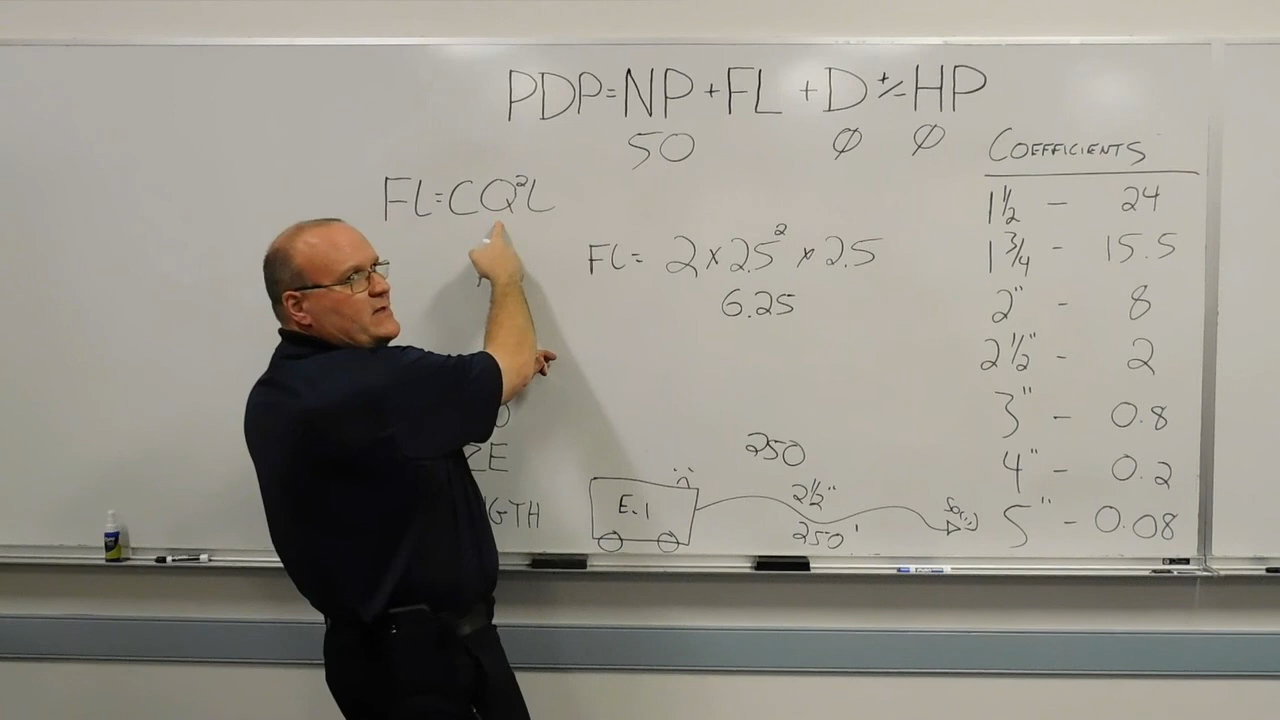 PDP=NP+FL+D±HP
50 Ø Ø
FL=CQ²L
FL= 2×2.5²×2.5
6.25
COEFFICIENTS
1½ - 24
1¾ - 15.5
2" - 8
2½" - 2
3" - 0.8
4" - 0.2
5" - 0.08
ZE
GTH
250
E.1
2½"
250'